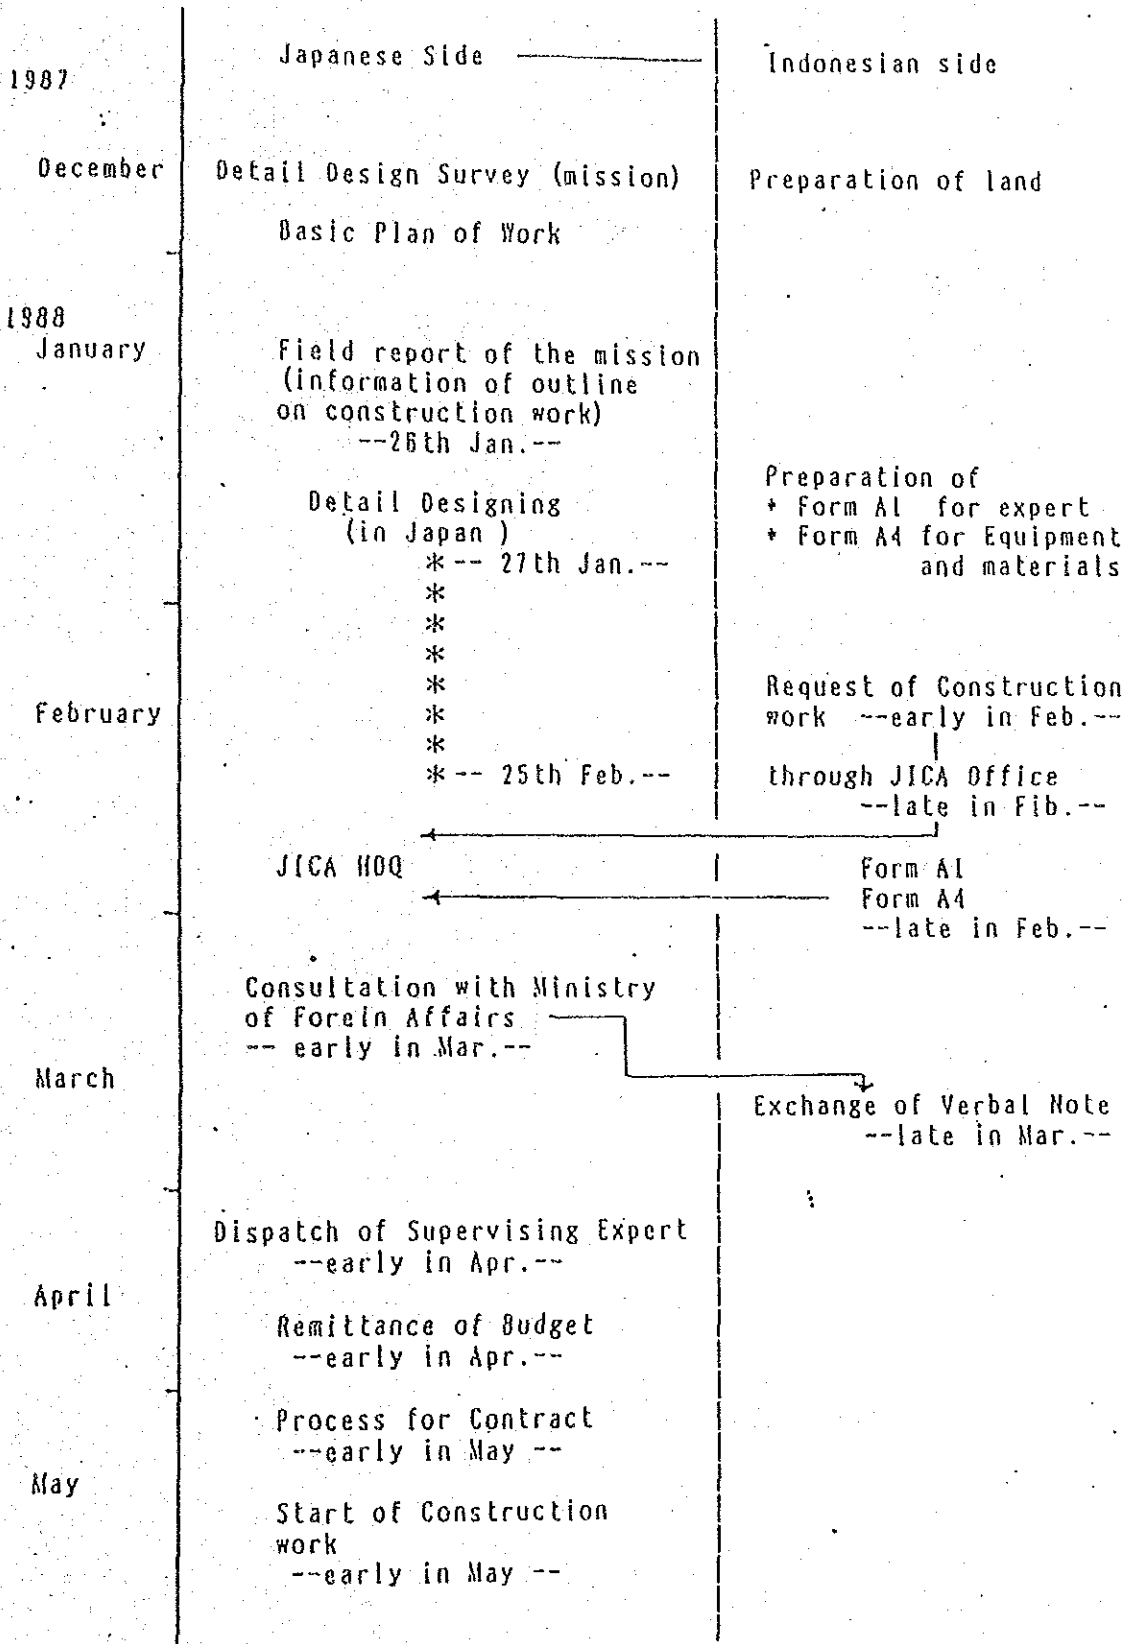 Japanese Side
Indonesian side
1987
December
Detail Design Survey (mission)
Preparation of land
Basic Plan of Work
1988
January
Field report of the mission
(information of outline
on construction work)
--26th Jan.--
Preparation of
* Form A1 for expert
* Form A4 for Equipment
and materials
Detail Designing
(in Japan )
* -- 27th Jan.--
*
*
*
*
*
*
* -- 25th Feb.--
February
Request of Construction
work --early in Feb.--
through JICA Office
--late in Fib.--
JICA HDQ
Form A1
Form A4
--late in Feb.--
Consultation with Ministry
of Forein Affairs
-- early in Mar.--
March
Exchange of Verbal Note
--late in Mar.--
Dispatch of Supervising Expert
--early in Apr.--
April
Remittance of Budget
--early in Apr.--
Process for Contract
--early in May --
May
Start of Construction
work
--early in May --